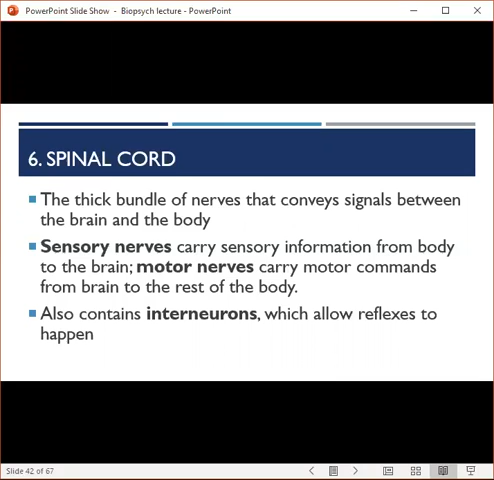 PowerPoint Slide Show - Biopsych lecture - PowerPoint
6. SPINAL CORD
The thick bundle of nerves that conveys signals between
the brain and the body
Sensory nerves carry sensory information from body
to the brain; motor nerves carry motor commands
from brain to the rest of the body.
Also contains interneurons, which allow reflexes to
happen
Slide 42 of 67